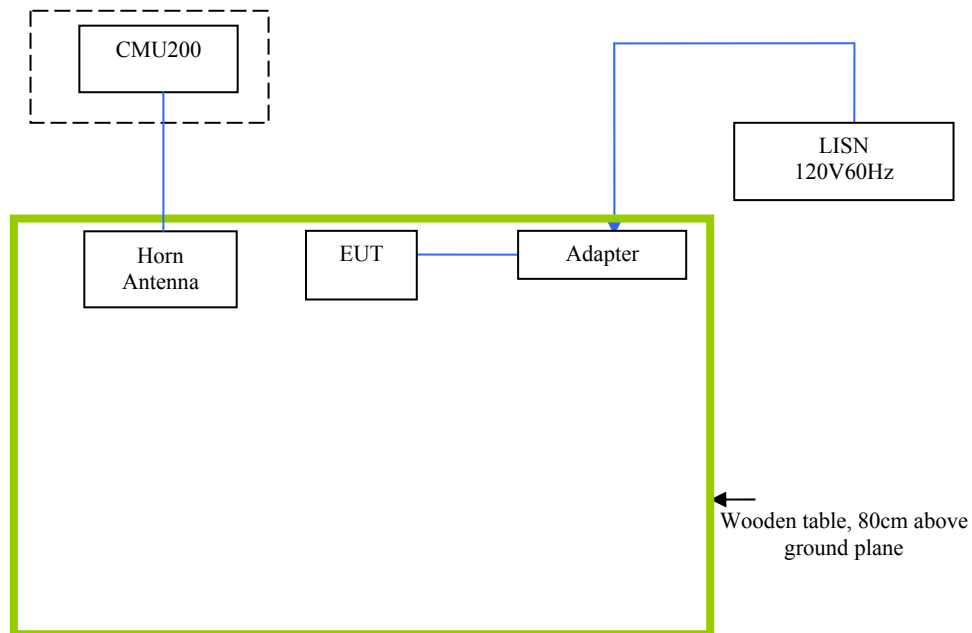 CMU200
LISN
120V60Hz
Horn
Antenna
EUT
Adapter
Wooden table, 80cm above
ground plane